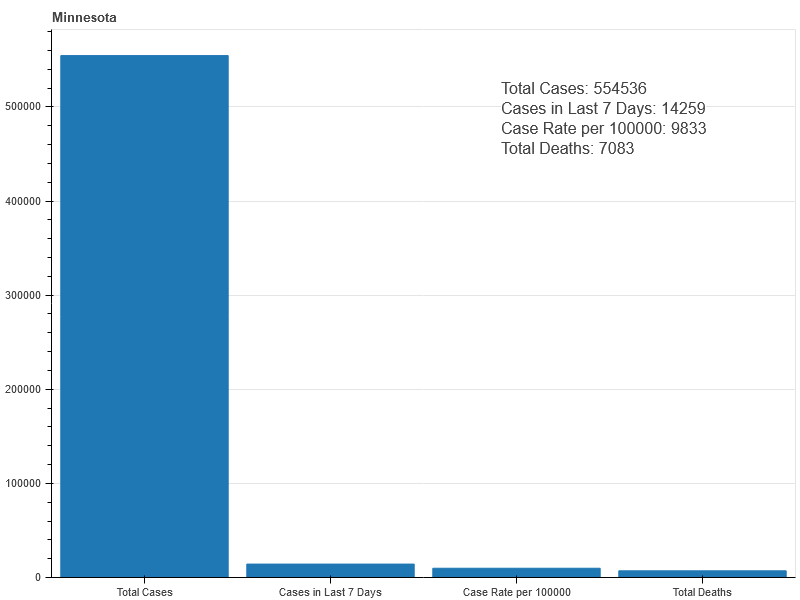 Minnesota
Total Cases: 554536
Cases in Last 7 Days: 14259
Case Rate per 100000: 9833
Total Deaths: 7083
500000
400000
300000
200000
100000
0
Total Cases
Cases in Last 7 Days
Case Rate per 100000
Total Deaths